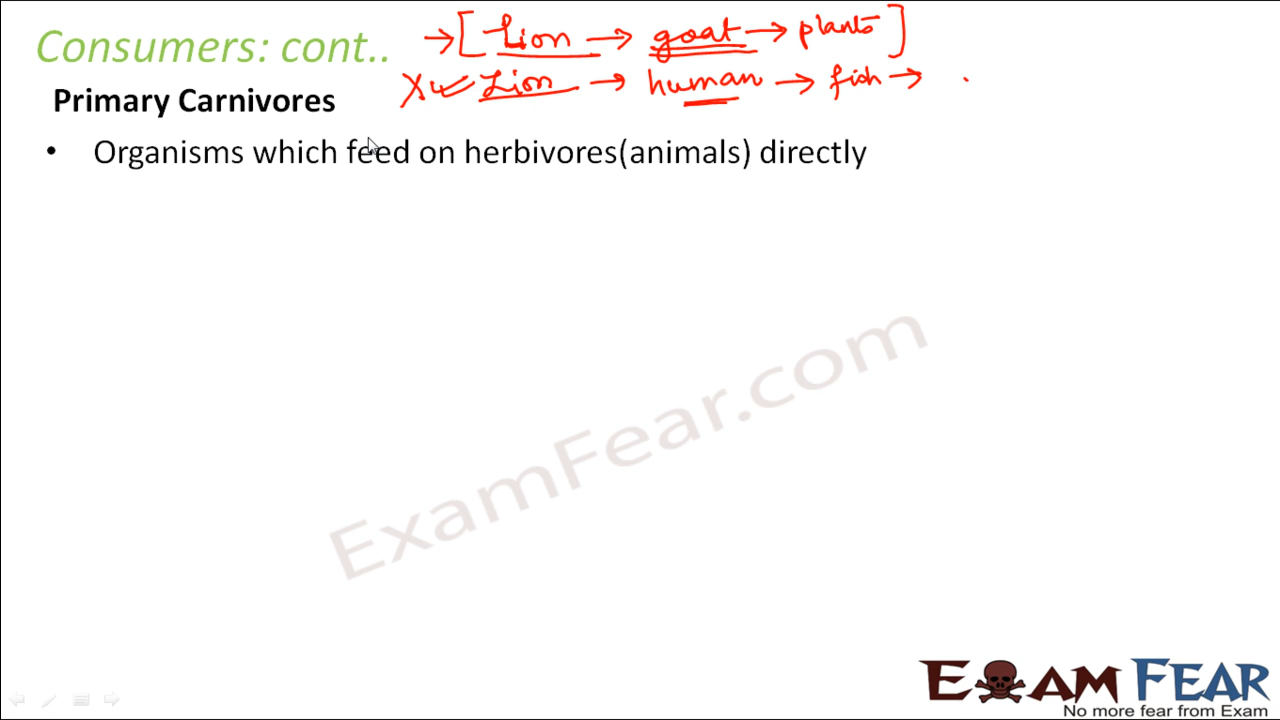 Consumers: cont..
→ [ Lion → goat → plants ]
X ✓ Lion → human → fish → .
Primary Carnivores
• Organisms which feed on herbivores(animals) directly
ExamFear.com
EXAM FEAR
No more fear from Exam